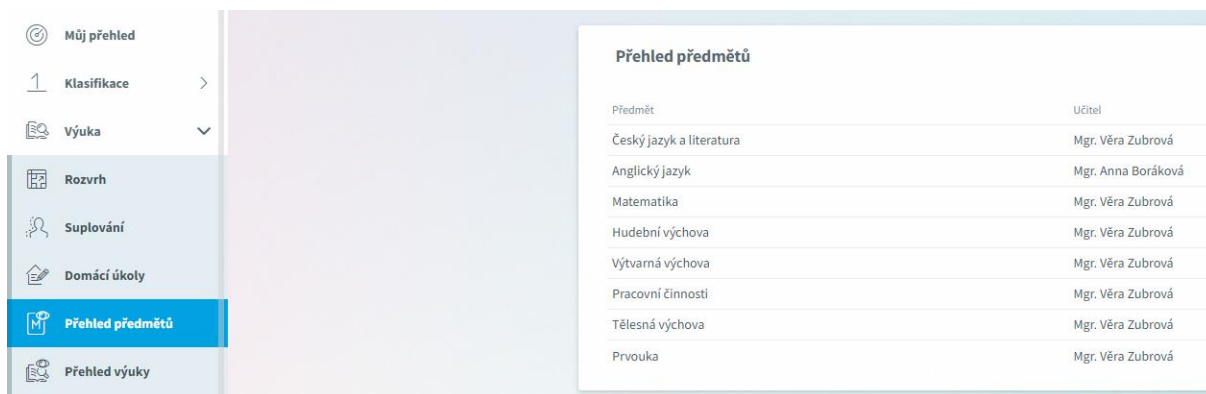 Můj přehled
Klasifikace
Výuka
Rozvrh
Suplování
Domácí úkoly
Přehled předmětů
Přehled výuky
Přehled předmětů
Předmět Učitel
Český jazyk a literatura Mgr. Věra Zubrová
Anglický jazyk Mgr. Anna Boráková
Matematika Mgr. Věra Zubrová
Hudební výchova Mgr. Věra Zubrová
Výtvarná výchova Mgr. Věra Zubrová
Pracovní činnosti Mgr. Věra Zubrová
Tělesná výchova Mgr. Věra Zubrová
Prvouka Mgr. Věra Zubrová